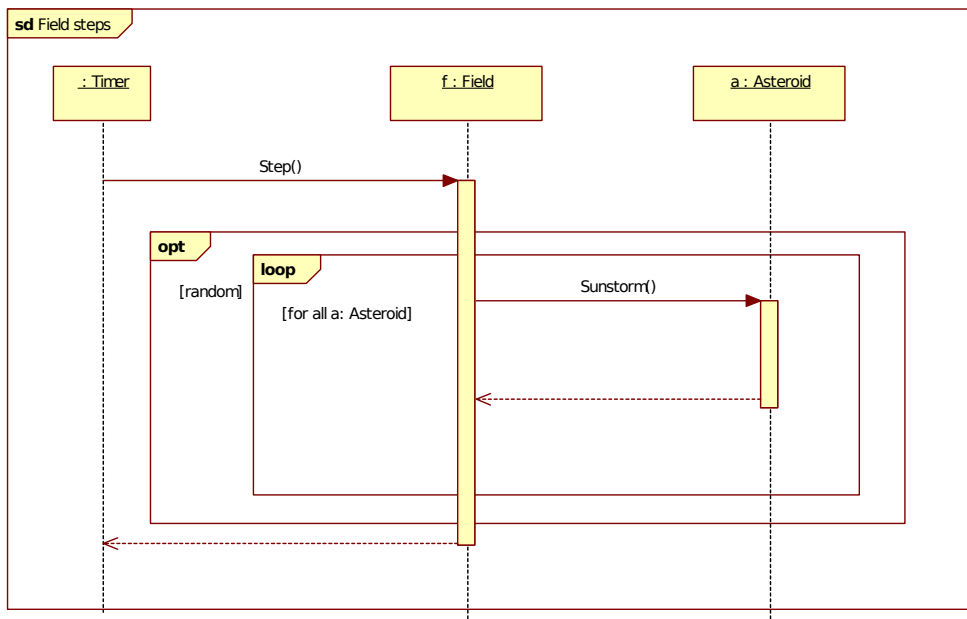 sd Field steps
: Timer
f : Field
a : Asteroid
Step()
opt
loop
[random]
Sunstorm()
[for all a: Asteroid]